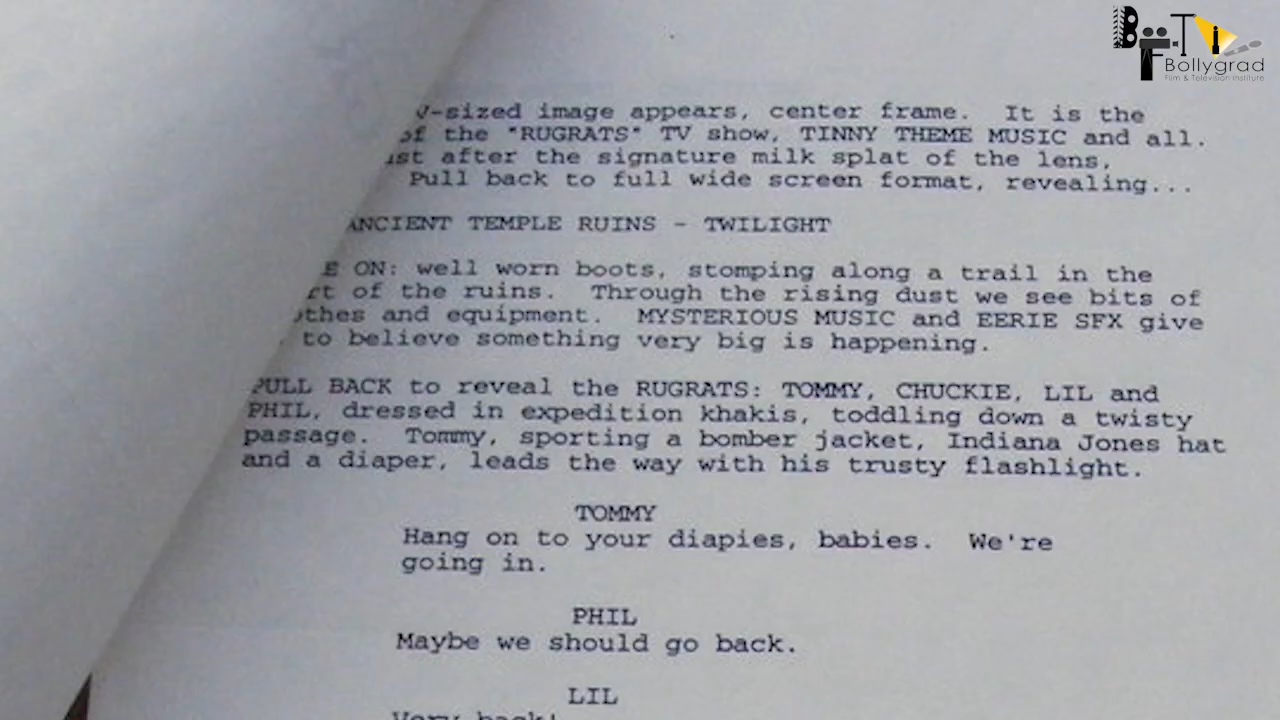 Bollygrad
Film & Television Institute
V-sized image appears, center frame. It is the
of the "RUGRATS" TV show, TINNY THEME MUSIC and all.
after the signature milk splat of the lens,
Pull back to full wide screen format, revealing...
ANCIENT TEMPLE RUINS - TWILIGHT
E ON: well worn boots, stomping along a trail in the
rt of the ruins. Through the rising dust we see bits of
othes and equipment. MYSTERIOUS MUSIC and EERIE SFX give
to believe something very big is happening.
PULL BACK to reveal the RUGRATS: TOMMY, CHUCKIE, LIL and
PHIL, dressed in expedition khakis, toddling down a twisty
passage. Tommy, sporting a bomber jacket, Indiana Jones hat
and a diaper, leads the way with his trusty flashlight.
TOMMY
Hang on to your diapies, babies. We're
going in.
PHIL
Maybe we should go back.
LIL
Very back!